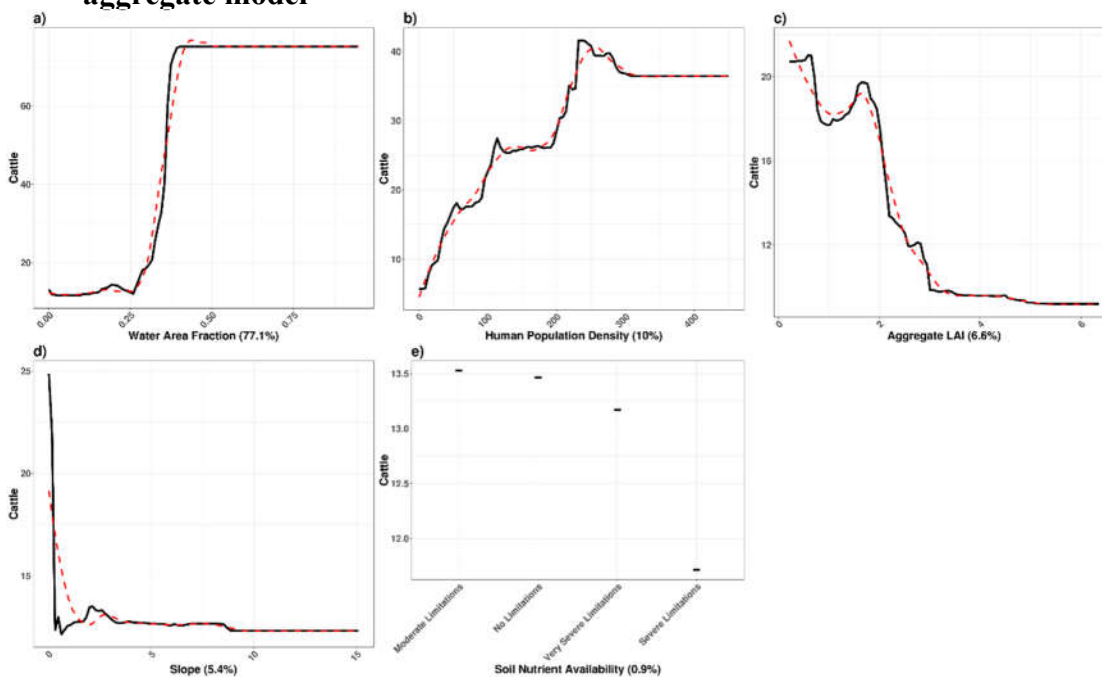 aggregate model
a)
Cattle
60
40
20
0.00
0.25
0.50
0.75
Water Area Fraction (77.1%)
b)
Cattle
40
30
20
10
0
100
200
300
400
Human Population Density (10%)
c)
Cattle
20
16
12
0
2
4
6
Aggregate LAI (6.6%)
d)
Cattle
25
20
15
0
5
10
15
Slope (5.4%)
e)
Cattle
13.5
13.0
12.5
12.0
Moderate Limitations
No Limitations
Very Severe Limitations
Severe Limitations
Soil Nutrient Availability (0.9%)